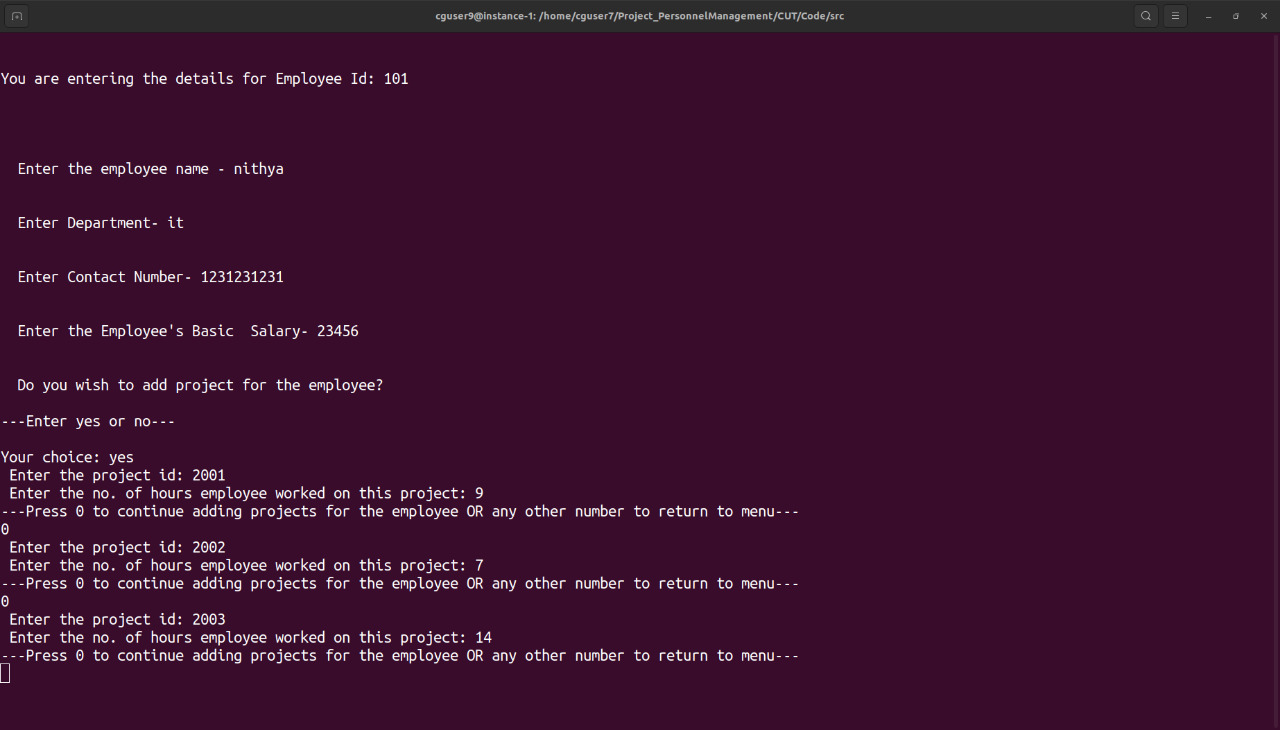 cguser9@instance-1: /home/cguser7/Project_PersonnelManagement/CUT/Code/src
You are entering the details for Employee Id: 101
Enter the employee name - nithya
Enter Department- it
Enter Contact Number- 1231231231
Enter the Employee's Basic  Salary- 23456
Do you wish to add project for the employee?
---Enter yes or no---
Your choice: yes
Enter the project id: 2001
Enter the no. of hours employee worked on this project: 9
---Press 0 to continue adding projects for the employee OR any other number to return to menu---
0
Enter the project id: 2002
Enter the no. of hours employee worked on this project: 7
---Press 0 to continue adding projects for the employee OR any other number to return to menu---
0
Enter the project id: 2003
Enter the no. of hours employee worked on this project: 14
---Press 0 to continue adding projects for the employee OR any other number to return to menu---